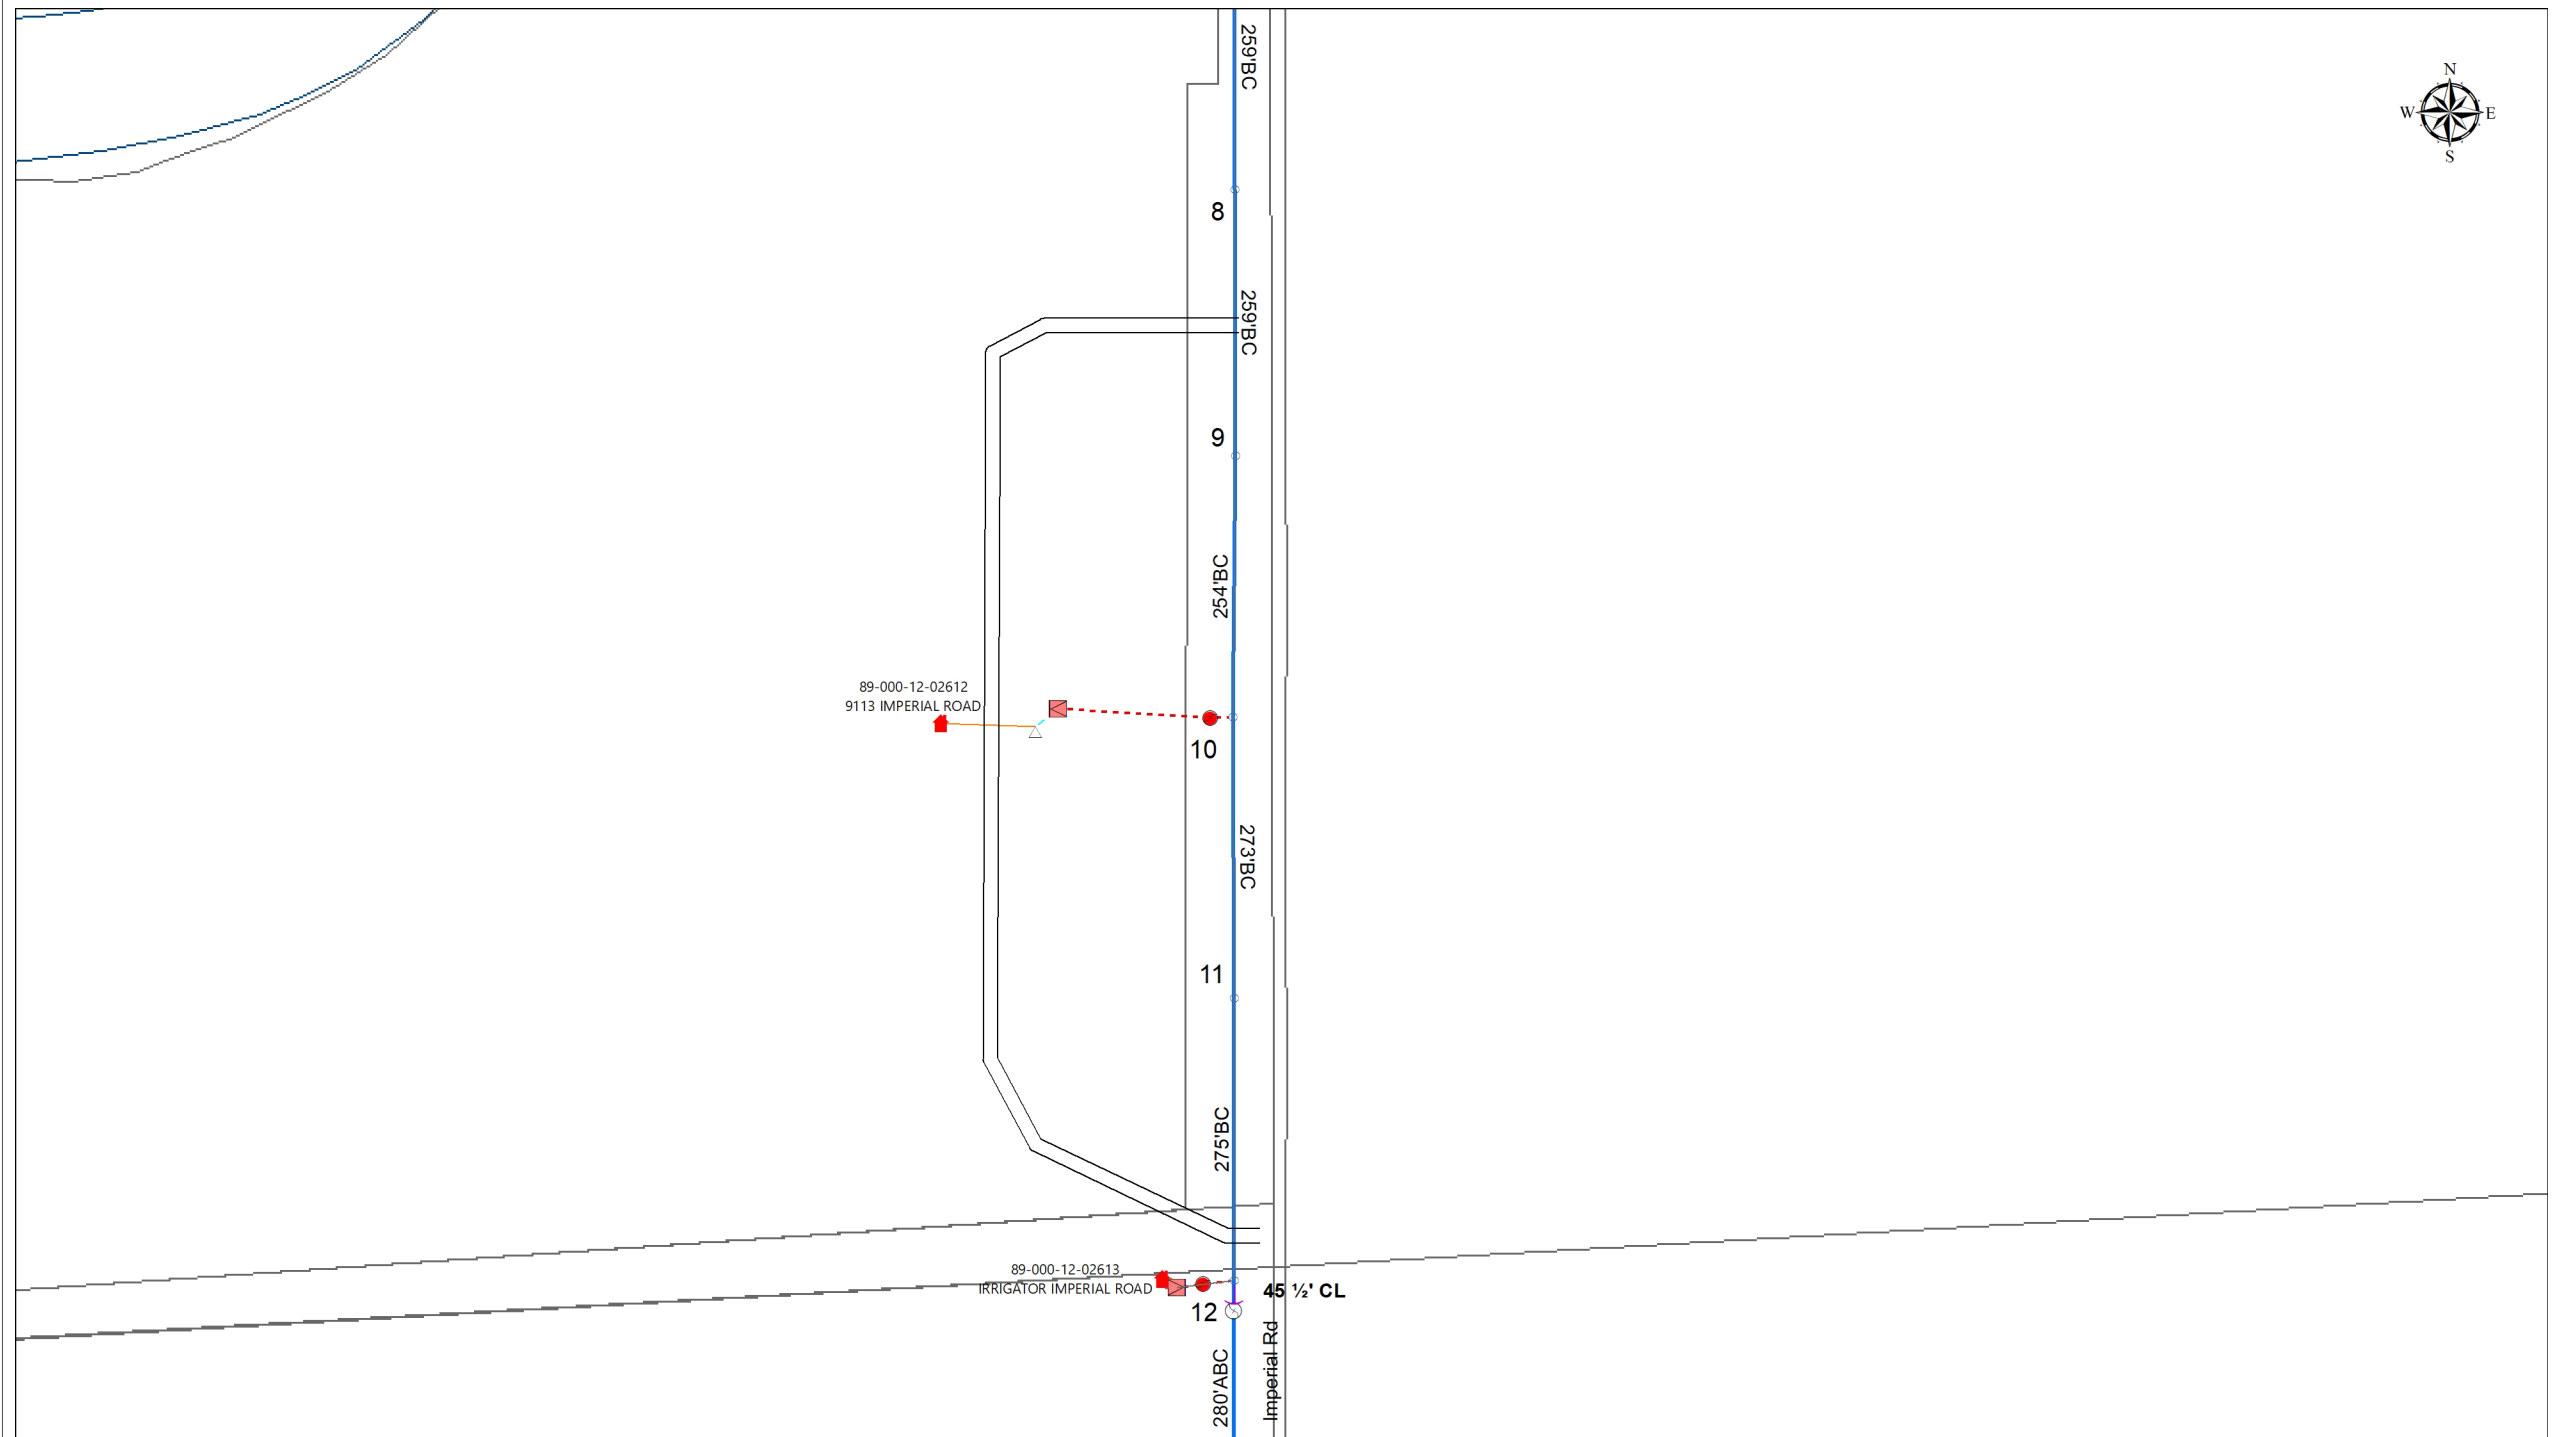 259'BC
N
W E
S
8
259'BC
9
254'BC
89-000-12-02612
9113 IMPERIAL ROAD
10
273'BC
11
275'BC
89-000-12-02613
IRRIGATOR IMPERIAL ROAD
45 ½' CL
12
280'ABC
Imperial Rd